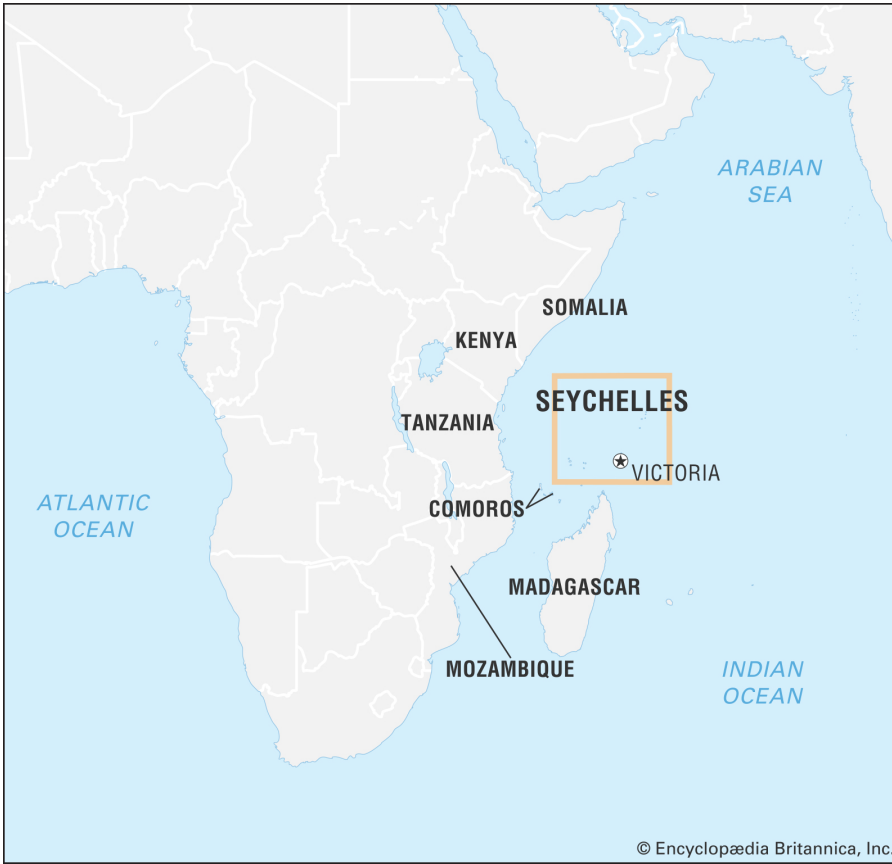 ARABIAN
SEA
SOMALIA
KENYA
SEYCHELLES
TANZANIA
VICTORIA
ATLANTIC
OCEAN
COMOROS
MADAGASCAR
MOZAMBIQUE
INDIAN
OCEAN
© Encyclopædia Britannica, Inc.